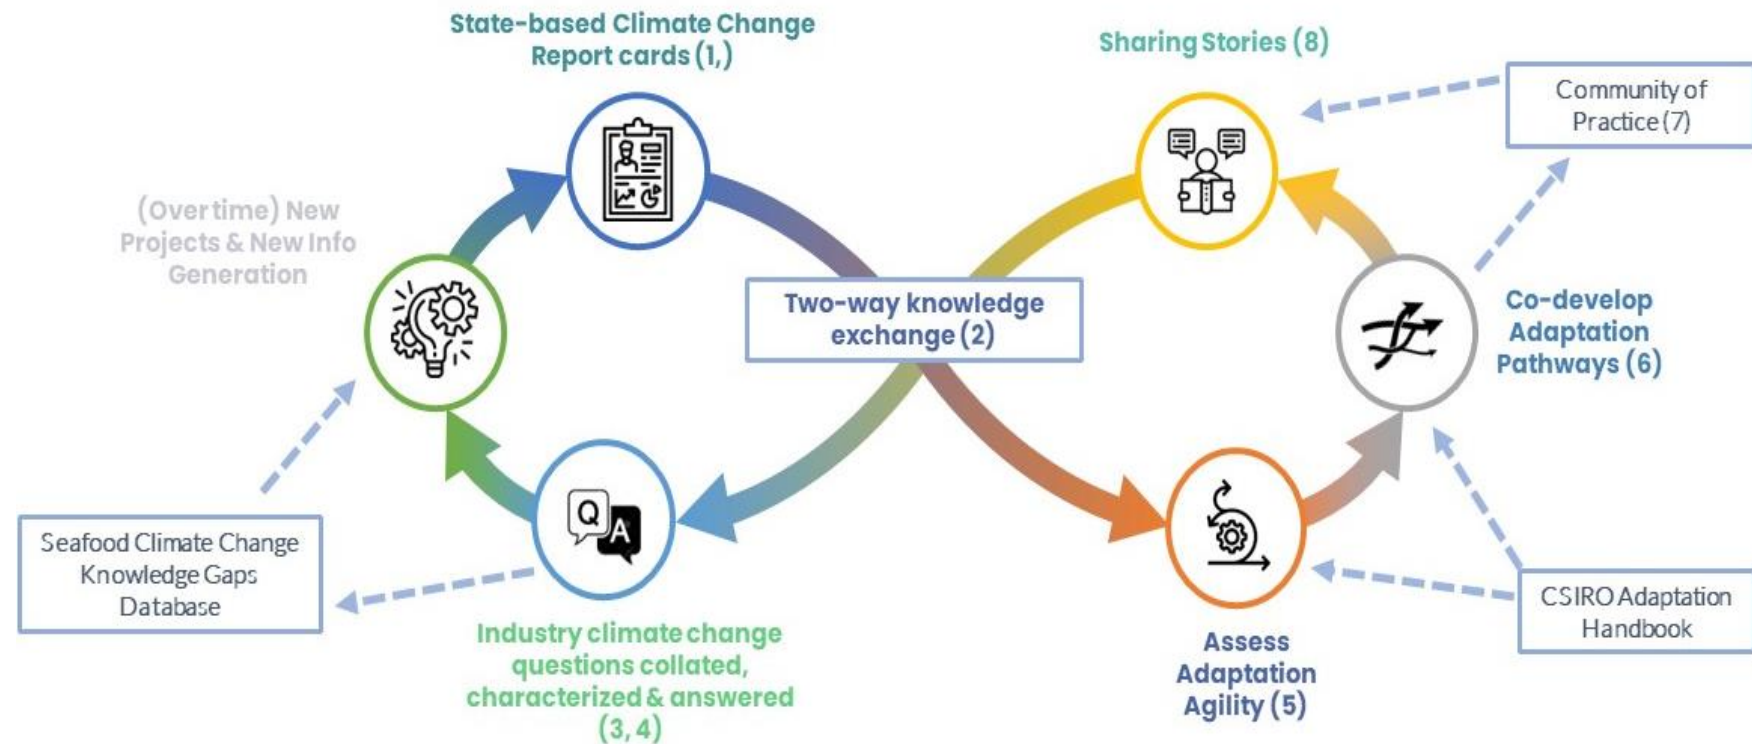 State-based Climate Change
Report cards (1,)
Sharing Stories (8)
Community of
Practice (7)
(Over time) New
Projects & New Info
Generation
Two-way knowledge
exchange (2)
Co-develop
Adaptation
Pathways (6)
Q
A
Seafood Climate Change
Knowledge Gaps
Database
CSIRO Adaptation
Handbook
Industry climate change
questions collated,
characterized & answered
(3, 4)
Assess
Adaptation
Agility (5)